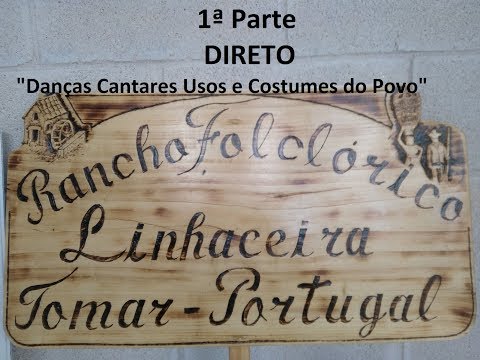 1ª Parte
DIRETO
"Danças Cantares Usos e Costumes do Povo"
Rancho Folclórico
Linhaceira
Tomar-Portugal